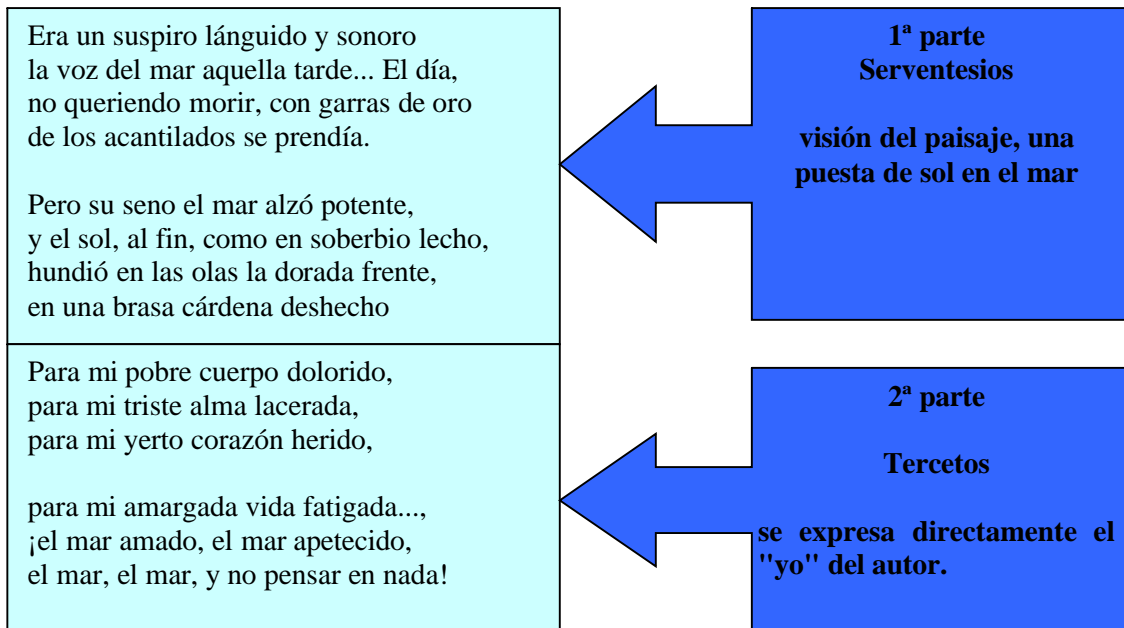 Era un suspiro lánguido y sonoro
la voz del mar aquella tarde... El día,
no queriendo morir, con garras de oro
de los acantilados se prendía.
Pero su seno el mar alzó potente,
y el sol, al fin, como en soberbio lecho,
hundió en las olas la dorada frente,
en una brasa cárdena deshecho
1ª parte
Serventesios
visión del paisaje, una
puesta de sol en el mar
Para mi pobre cuerpo dolorido,
para mi triste alma lacerada,
para mi yerto corazón herido,
para mi amargada vida fatigada...,
¡el mar amado, el mar apetecido,
el mar, el mar, y no pensar en nada!
2ª parte
Tercetos
se expresa directamente el
"yo" del autor.